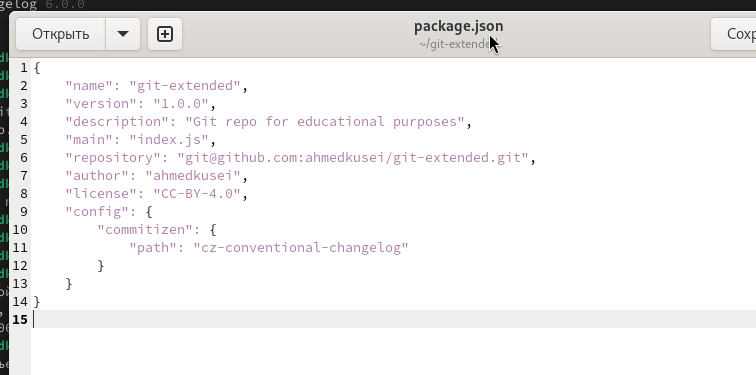 gelog 6.0.0
Открыть
package.json
~/git-extended
Сохр
1 {
2 "name": "git-extended",
3 "version": "1.0.0",
4 "description": "Git repo for educational purposes",
5 "main": "index.js",
6 "repository": "git@github.com:ahmedkusei/git-extended.git",
7 "author": "ahmedkusei",
8 "license": "CC-BY-4.0",
9 "config": {
10 "commitizen": {
11 "path": "cz-conventional-changelog"
12 }
13 }
14 }
15